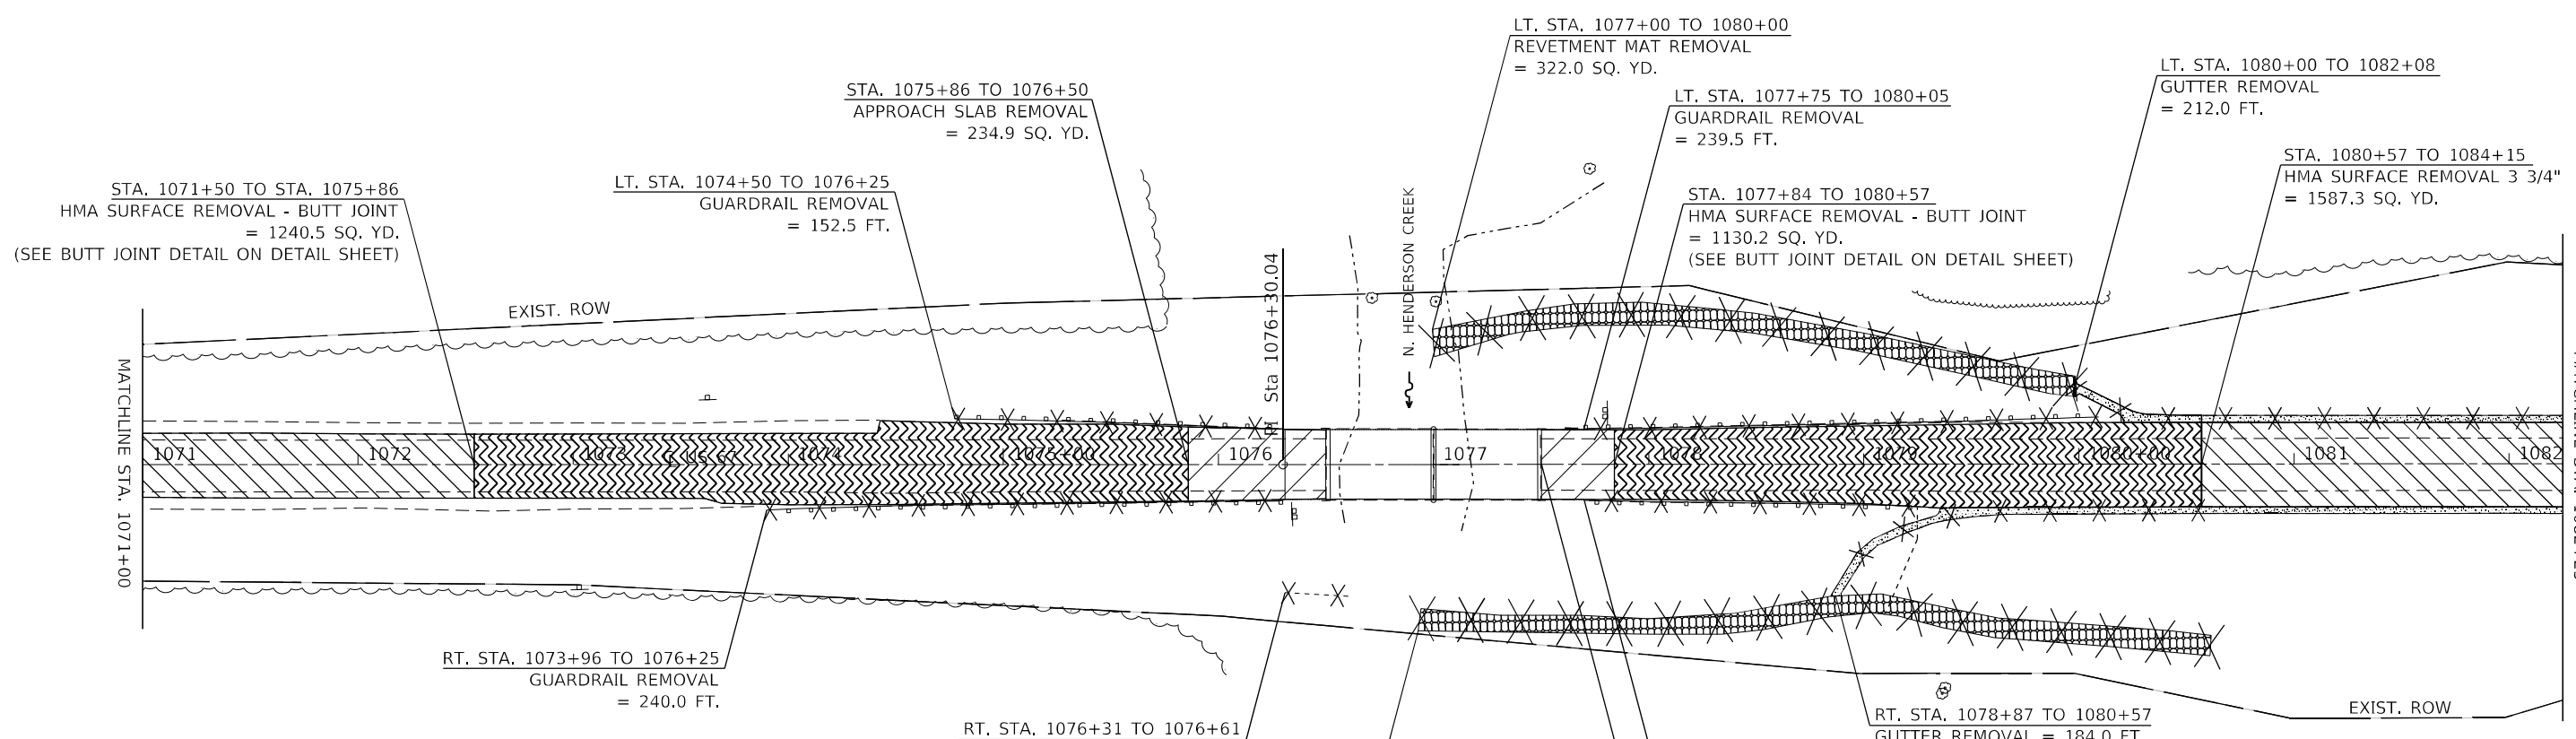 LT. STA. 1077+00 TO 1080+00
REVETMENT MAT REMOVAL
= 322.0 SQ. YD.
LT. STA. 1080+00 TO 1082+08
GUTTER REMOVAL
= 212.0 FT.
STA. 1075+86 TO 1076+50
APPROACH SLAB REMOVAL
= 234.9 SQ. YD.
LT. STA. 1077+75 TO 1080+05
GUARDRAIL REMOVAL
= 239.5 FT.
STA. 1080+57 TO 1084+15
HMA SURFACE REMOVAL 3 3/4"
= 1587.3 SQ. YD.
STA. 1071+50 TO STA. 1075+86
HMA SURFACE REMOVAL - BUTT JOINT
= 1240.5 SQ. YD.
(SEE BUTT JOINT DETAIL ON DETAIL SHEET)
LT. STA. 1074+50 TO 1076+25
GUARDRAIL REMOVAL
= 152.5 FT.
STA. 1077+84 TO 1080+57
HMA SURFACE REMOVAL - BUTT JOINT
= 1130.2 SQ. YD.
(SEE BUTT JOINT DETAIL ON DETAIL SHEET)
N. HENDERSON CREEK
PI Sta 1076+30.04
EXIST. ROW
MATCHLINE STA. 1071+00
1071
1072
1073
℄ US 67
1074
1075+00
1076
1077
1078
1079
1080+00
1081
1082
RT. STA. 1073+96 TO 1076+25
GUARDRAIL REMOVAL
= 240.0 FT.
RT. STA. 1076+31 TO 1076+61
RT. STA. 1078+87 TO 1080+57
GUTTER REMOVAL = 184.0 FT.
EXIST. ROW